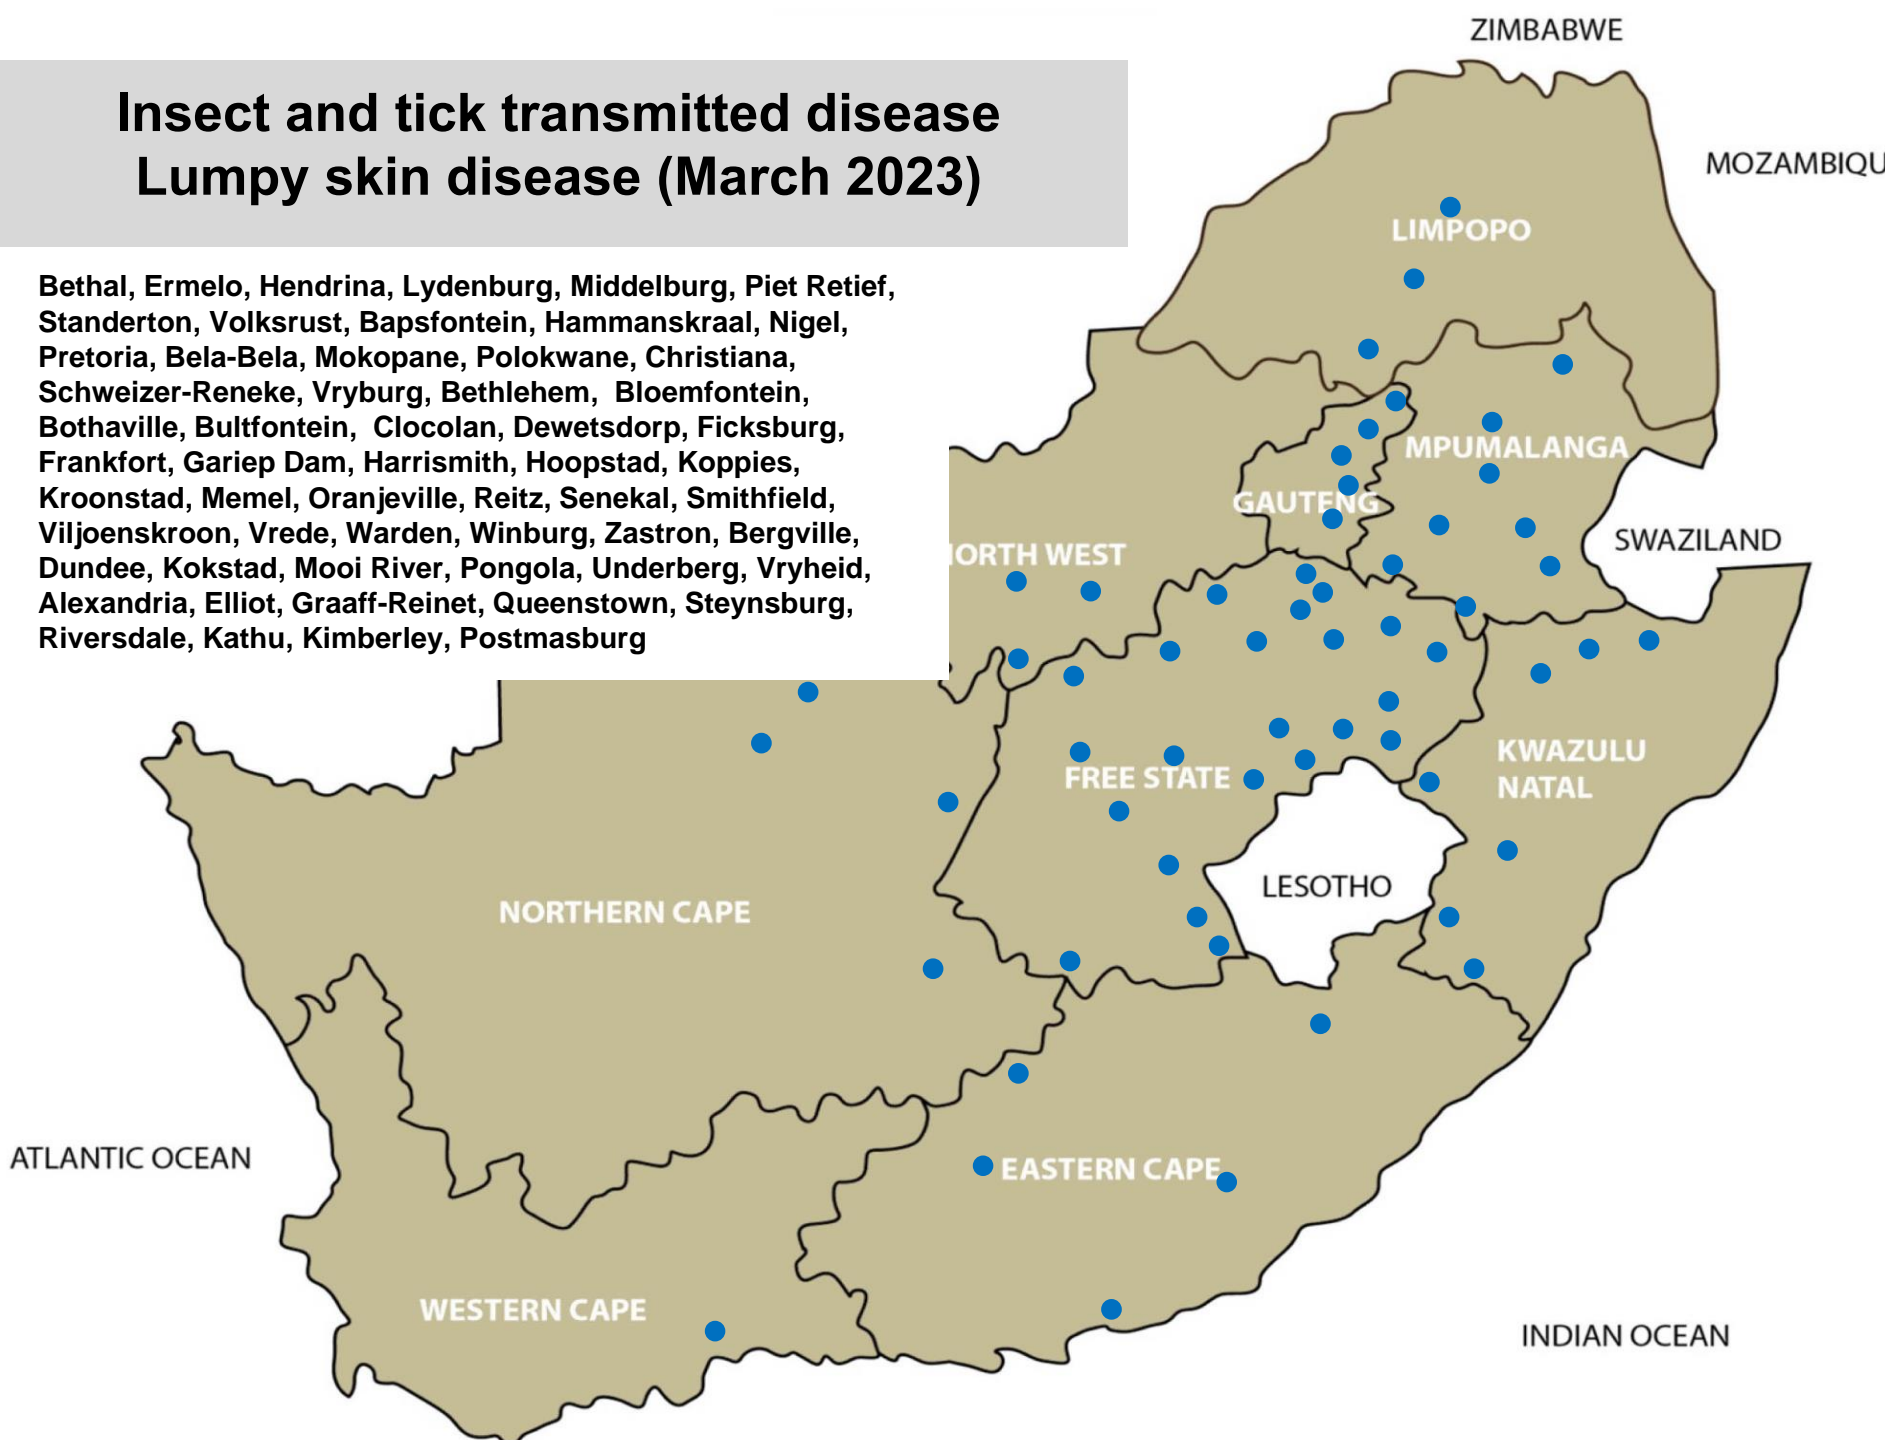 Insect and tick transmitted disease
Lumpy skin disease (March 2023)
Bethal, Ermelo, Hendrina, Lydenburg, Middelburg, Piet Retief,
Standerton, Volksrust, Bapsfontein, Hammanskraal, Nigel,
Pretoria, Bela-Bela, Mokopane, Polokwane, Christiana,
Schweizer-Reneke, Vryburg, Bethlehem, Bloemfontein,
Bothaville, Bultfontein, Clocolan, Dewetsdorp, Ficksburg,
Frankfort, Gariep Dam, Harrismith, Hoopstad, Koppies,
Kroonstad, Memel, Oranjeville, Reitz, Senekal, Smithfield,
Viljoenskroon, Vrede, Warden, Winburg, Zastron, Bergville,
Dundee, Kokstad, Mooi River, Pongola, Underberg, Vryheid,
Alexandria, Elliot, Graaff-Reinet, Queenstown, Steynsburg,
Riversdale, Kathu, Kimberley, Postmasburg
ZIMBABWE
MOZAMBIQU
LIMPOPO
MPUMALANGA
GAUTENG
SWAZILAND
ORTH WEST
KWAZULU
NATAL
FREE STATE
LESOTHO
NORTHERN CAPE
ATLANTIC OCEAN
EASTERN CAPE
WESTERN CAPE
INDIAN OCEAN